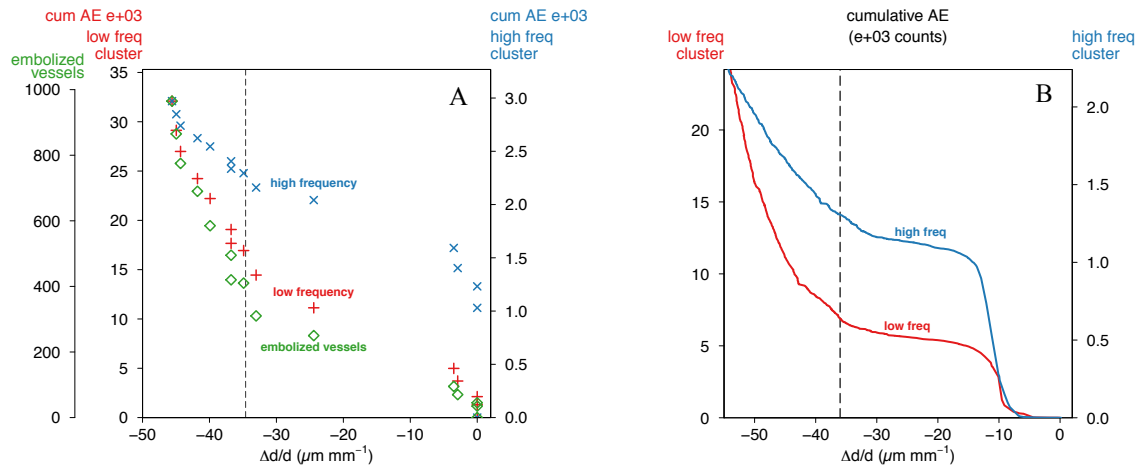 cum AE e+03
low freq
cluster
embolized
vessels
cum AE e+03
high freq
cluster
A
1000
800
600
400
200
0
35
30
25
20
15
10
5
0
3.0
2.5
2.0
1.5
1.0
0.5
0.0
high frequency
low frequency
embolized vessels
−50
−40
−30
−20
−10
0
Δd/d (µm mm⁻¹)
cumulative AE
(e+03 counts)
low freq
cluster
high freq
cluster
B
20
15
10
5
0
2.0
1.5
1.0
0.5
0.0
high freq
low freq
−50
−40
−30
−20
−10
0
Δd/d (µm mm⁻¹)